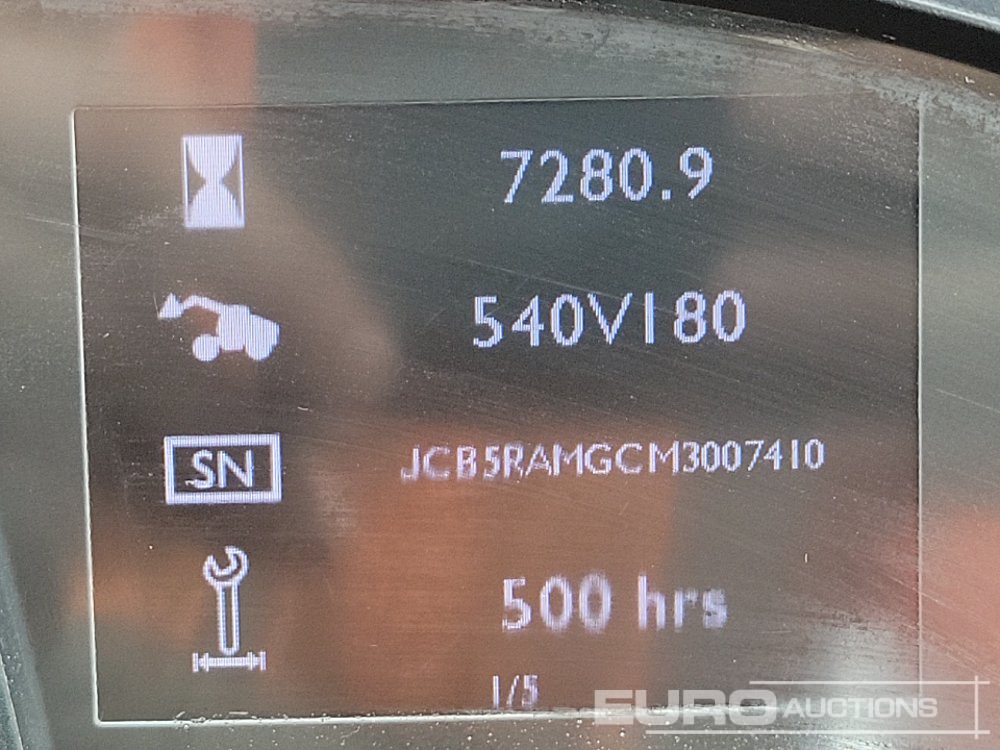 7280.9
540V180
SN JCB5RAMGCM3007410
500 hrs
1/5
EURO AUCTIONS